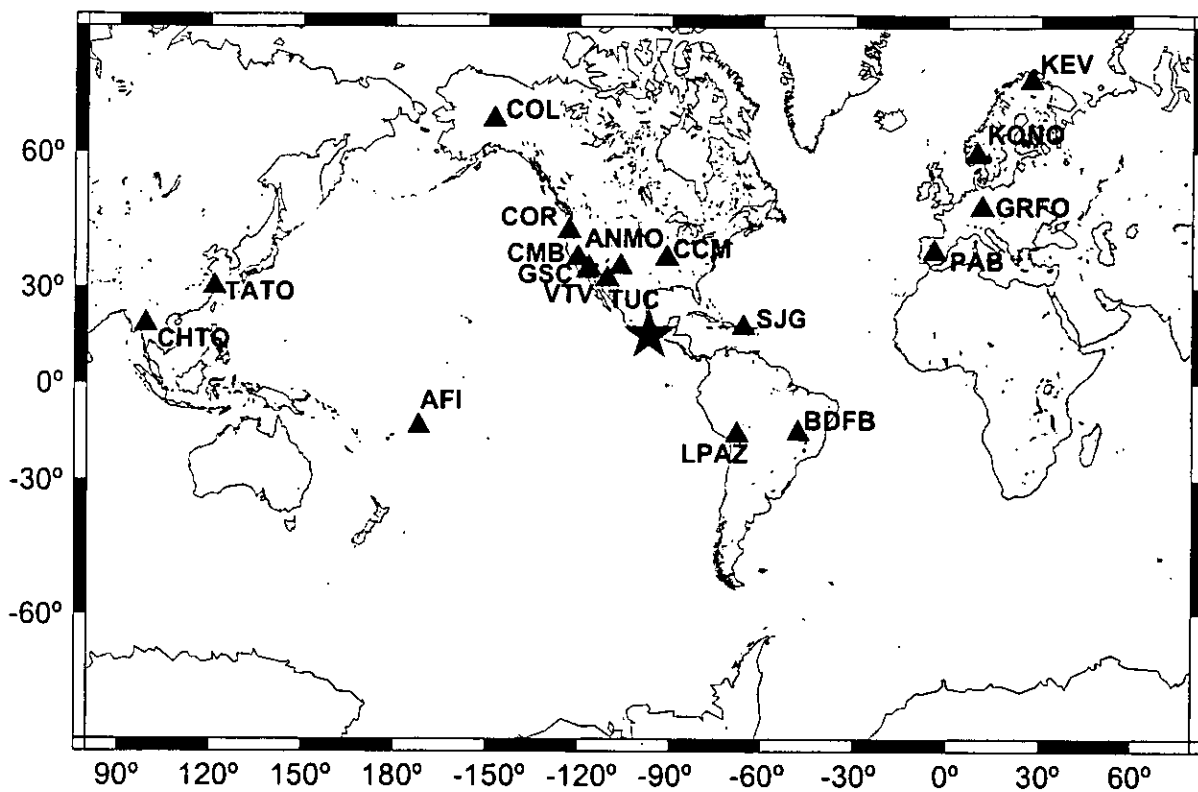 KEV
COL
KONO
60º
GRFO
COR
ANMO
CMB
CCM
PAB
GSC
30º
TATO
VTV
TUC
SJG
CHTO
0º
AFI
BDFB
LPAZ
-30º
-60º
90º 120º 150º 180º -150º -120º -90º -60º -30º 0º 30º 60º